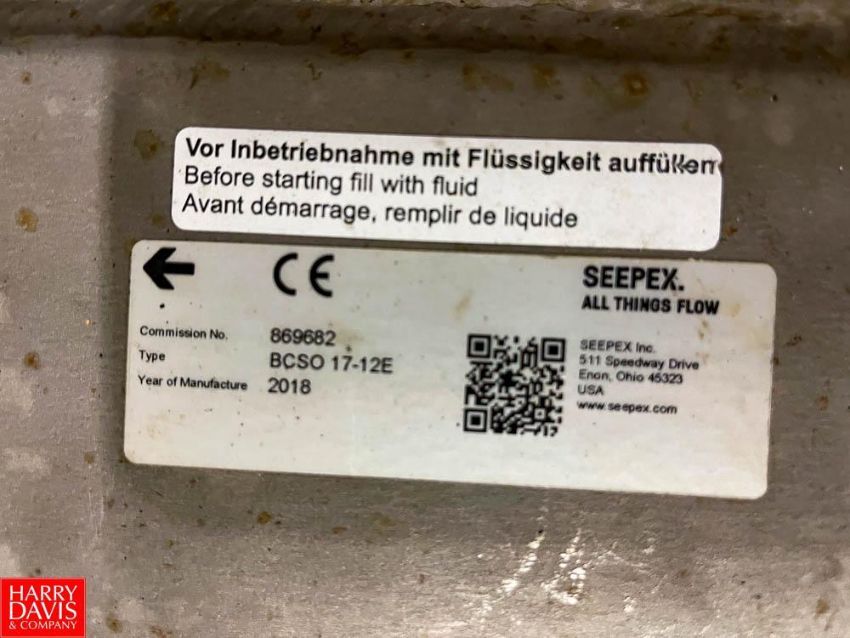 Vor Inbetriebnahme mit Flüssigkeit auffüllen
Before starting fill with fluid
Avant démarrage, remplir de liquide
CE
SEEPEX.
ALL THINGS FLOW
Commission No. 869682
Type BCSO 17-12E
Year of Manufacture 2018
SEEPEX Inc.
511 Speedway Drive
Enon, Ohio 45323
USA
www.seepex.com
HARRY
DAVIS
& COMPANY